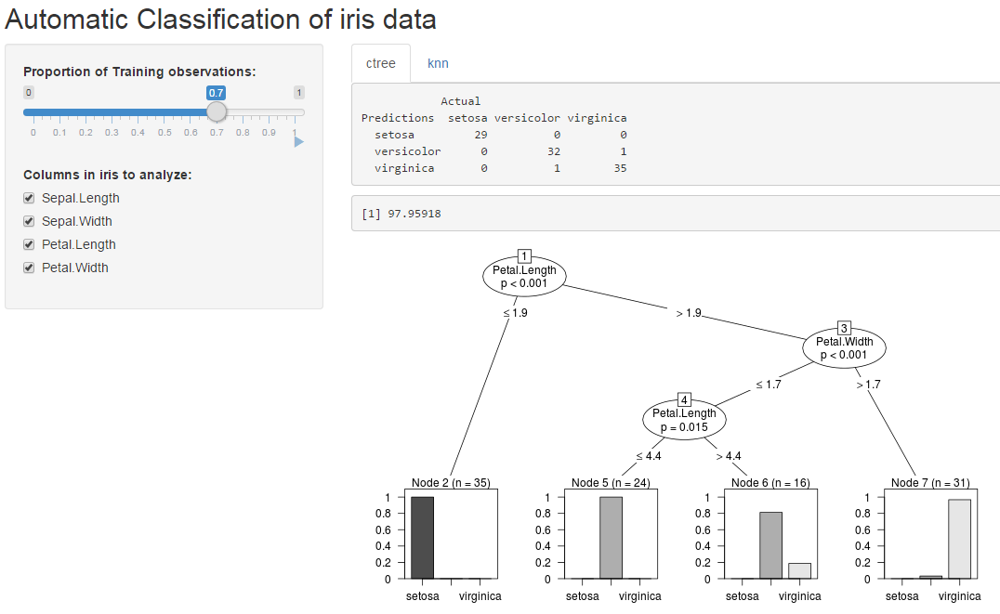 Automatic Classification of iris data
Proportion of Training observations:
0 0.7 1
0 0.1 0.2 0.3 0.4 0.5 0.6 0.7 0.8 0.9 1
Columns in iris to analyze:
Sepal.Length
Sepal.Width
Petal.Length
Petal.Width
ctree knn
Actual
Predictions setosa versicolor virginica
setosa 29 0 0
versicolor 0 32 1
virginica 0 1 35
[1] 97.95918
1
Petal.Length
p < 0.001
≤ 1.9 > 1.9
3
Petal.Width
p < 0.001
≤ 1.7 > 1.7
4
Petal.Length
p = 0.015
≤ 4.4 > 4.4
Node 2 (n = 35)
1
0.8
0.6
0.4
0.2
0
setosa virginica
Node 5 (n = 24)
1
0.8
0.6
0.4
0.2
0
setosa virginica
Node 6 (n = 16)
1
0.8
0.6
0.4
0.2
0
setosa virginica
Node 7 (n = 31)
1
0.8
0.6
0.4
0.2
0
setosa virginica